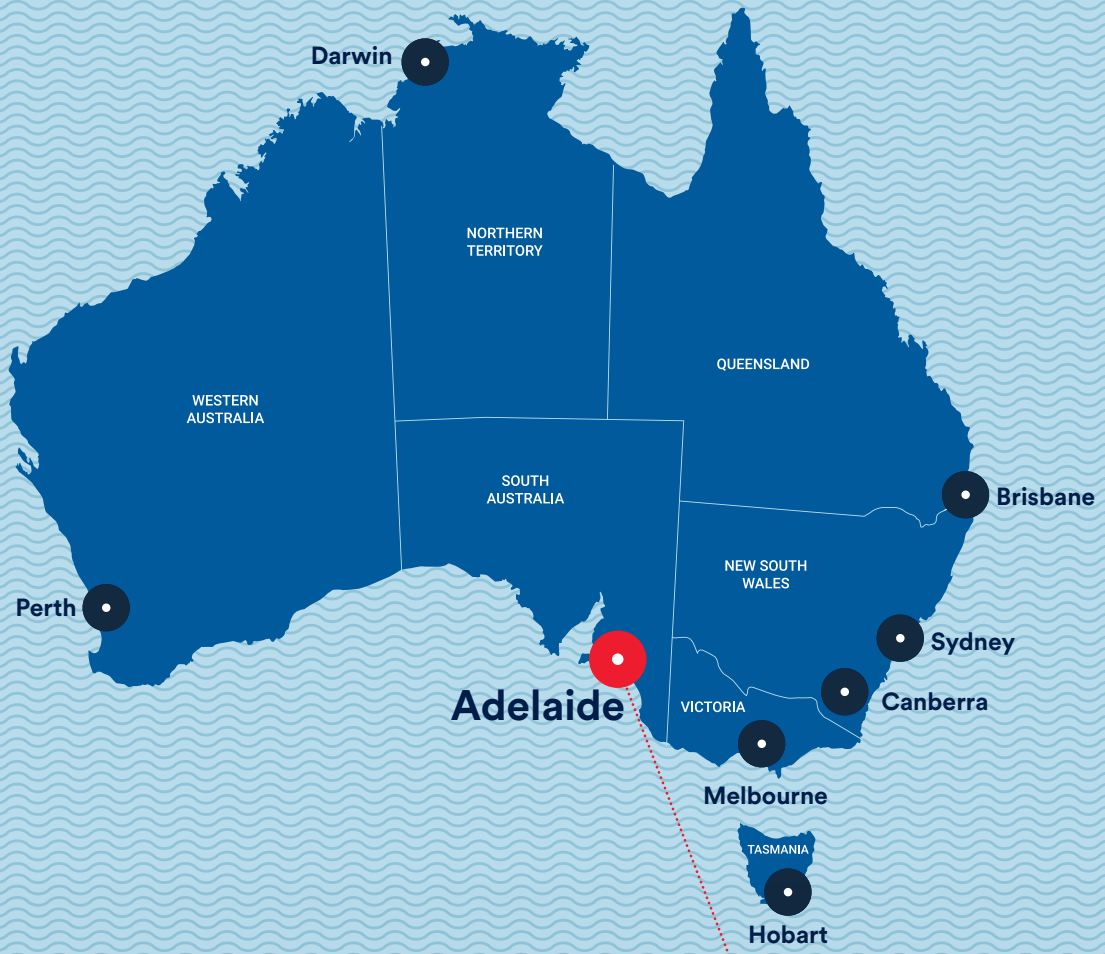 Darwin
NORTHERN
TERRITORY
QUEENSLAND
WESTERN
AUSTRALIA
SOUTH
AUSTRALIA
Brisbane
NEW SOUTH
WALES
Perth
Sydney
Adelaide
VICTORIA
Canberra
Melbourne
TASMANIA
Hobart